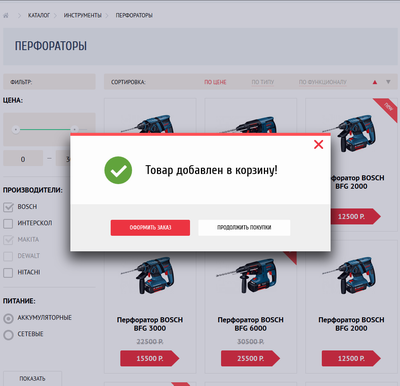 КАТАЛОГ ИНСТРУМЕНТЫ ПЕРФОРАТОРЫ
ПЕРФОРАТОРЫ
ФИЛЬТР:
СОРТИРОВКА: ПО ЦЕНЕ ПО ТИПУ ПО ФУНКЦИОНАЛУ
ЦЕНА:
new
0 –
Товар добавлен в корзину!
ОФОРМИТЬ ЗАКАЗ ПРОДОЛЖИТЬ ПОКУПКИ
Перфоратор BOSCH
BFG 2000
12500 Р.
ПРОИЗВОДИТЕЛИ:
BOSCH
ИНТЕРСКОЛ
MAKITA
DEWALT
HITACHI
ПИТАНИЕ:
АККУМУЛЯТОРНЫЕ
СЕТЕВЫЕ
ПОКАЗАТЬ
Перфоратор BOSCH
BFG 3000
22500 Р.
15500 Р.
Перфоратор BOSCH
BFG 6000
30500 Р.
25500 Р.
Перфоратор BOSCH
BFG 2000
12500 Р.